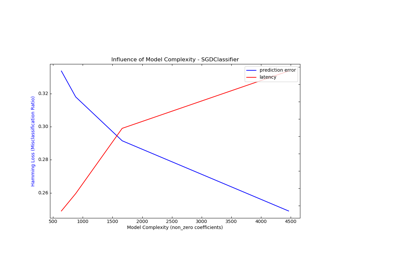 Influence of Model Complexity - SGDClassifier
prediction error
latency
Hamming Loss (Misclassification Ratio)
0.32
0.30
0.28
0.26
500 1000 1500 2000 2500 3000 3500 4000 4500
Model Complexity (non_zero coefficients)